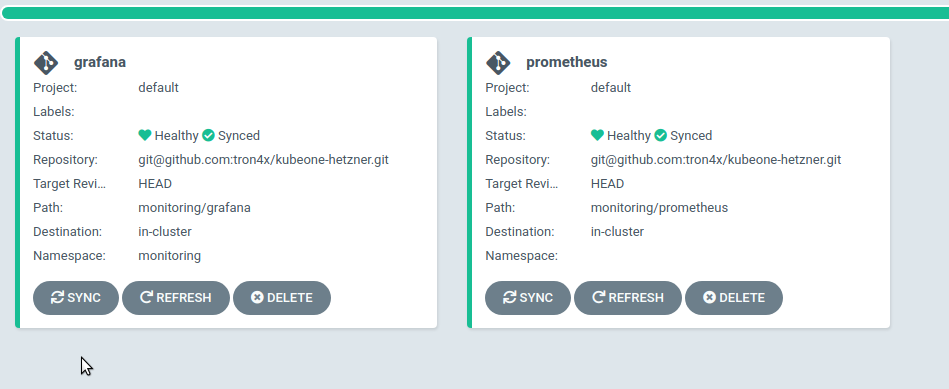 grafana
Project: default
Labels:
Status: Healthy Synced
Repository: git@github.com:tron4x/kubeone-hetzner.git
Target Revi... HEAD
Path: monitoring/grafana
Destination: in-cluster
Namespace: monitoring
SYNC REFRESH DELETE
prometheus
Project: default
Labels:
Status: Healthy Synced
Repository: git@github.com:tron4x/kubeone-hetzner.git
Target Revi... HEAD
Path: monitoring/prometheus
Destination: in-cluster
Namespace:
SYNC REFRESH DELETE